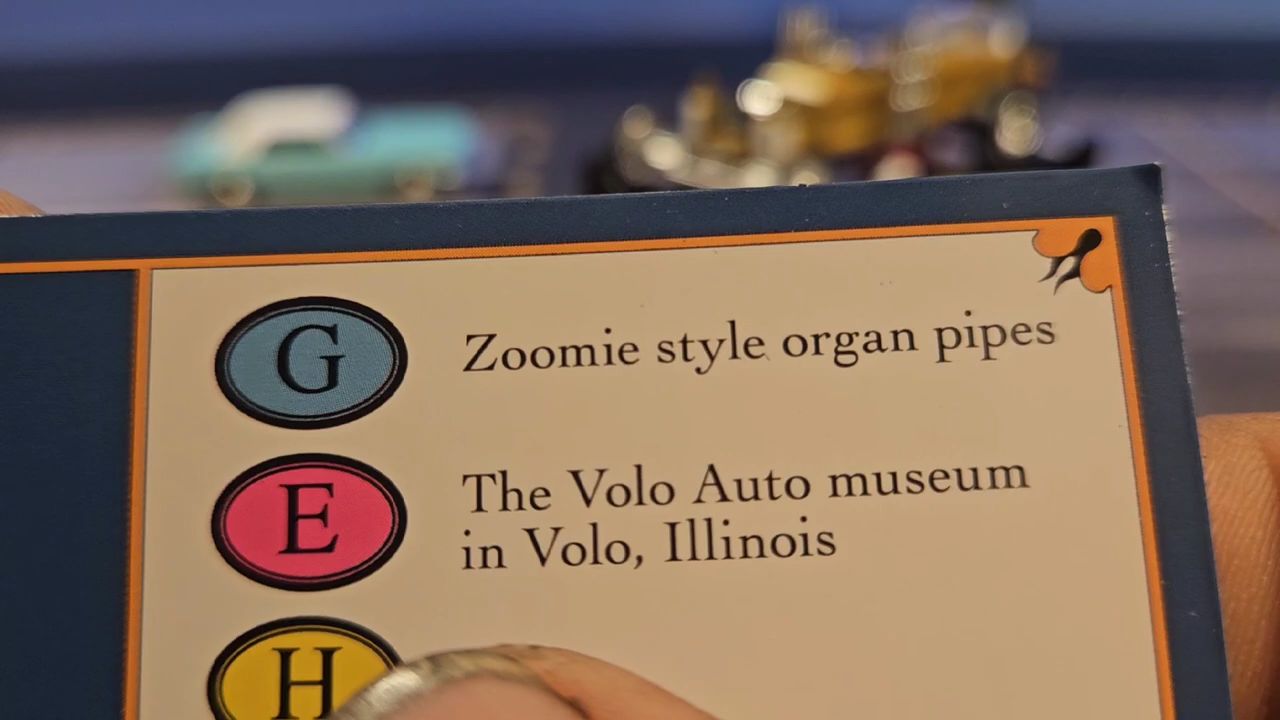 G Zoomie style organ pipes
E The Volo Auto museum
in Volo, Illinois
H